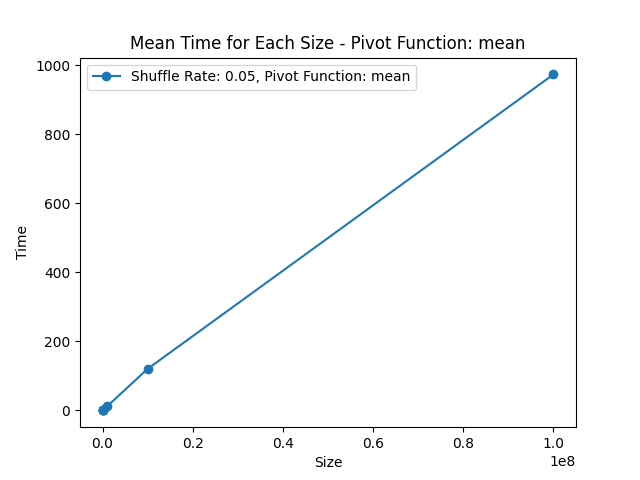 Mean Time for Each Size - Pivot Function: mean
Shuffle Rate: 0.05, Pivot Function: mean
Time
1000
800
600
400
200
0
0.0 0.2 0.4 0.6 0.8 1.0
1e8
Size